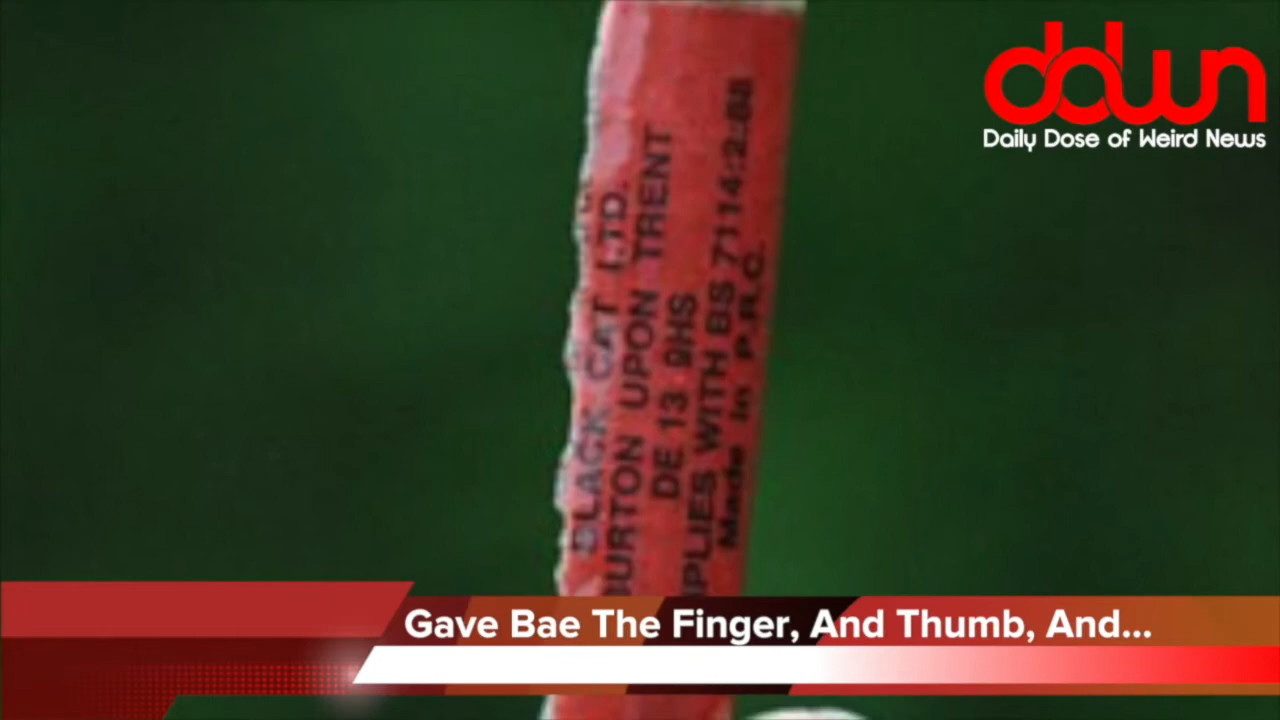 ddwn
Daily Dose of Weird News
BLACK CAT LTD.
BURTON UPON TRENT
DE 13 9HS
PLIES WITH BS 7114:2:88
Made in P.R.C.
Gave Bae The Finger, And Thumb, And...